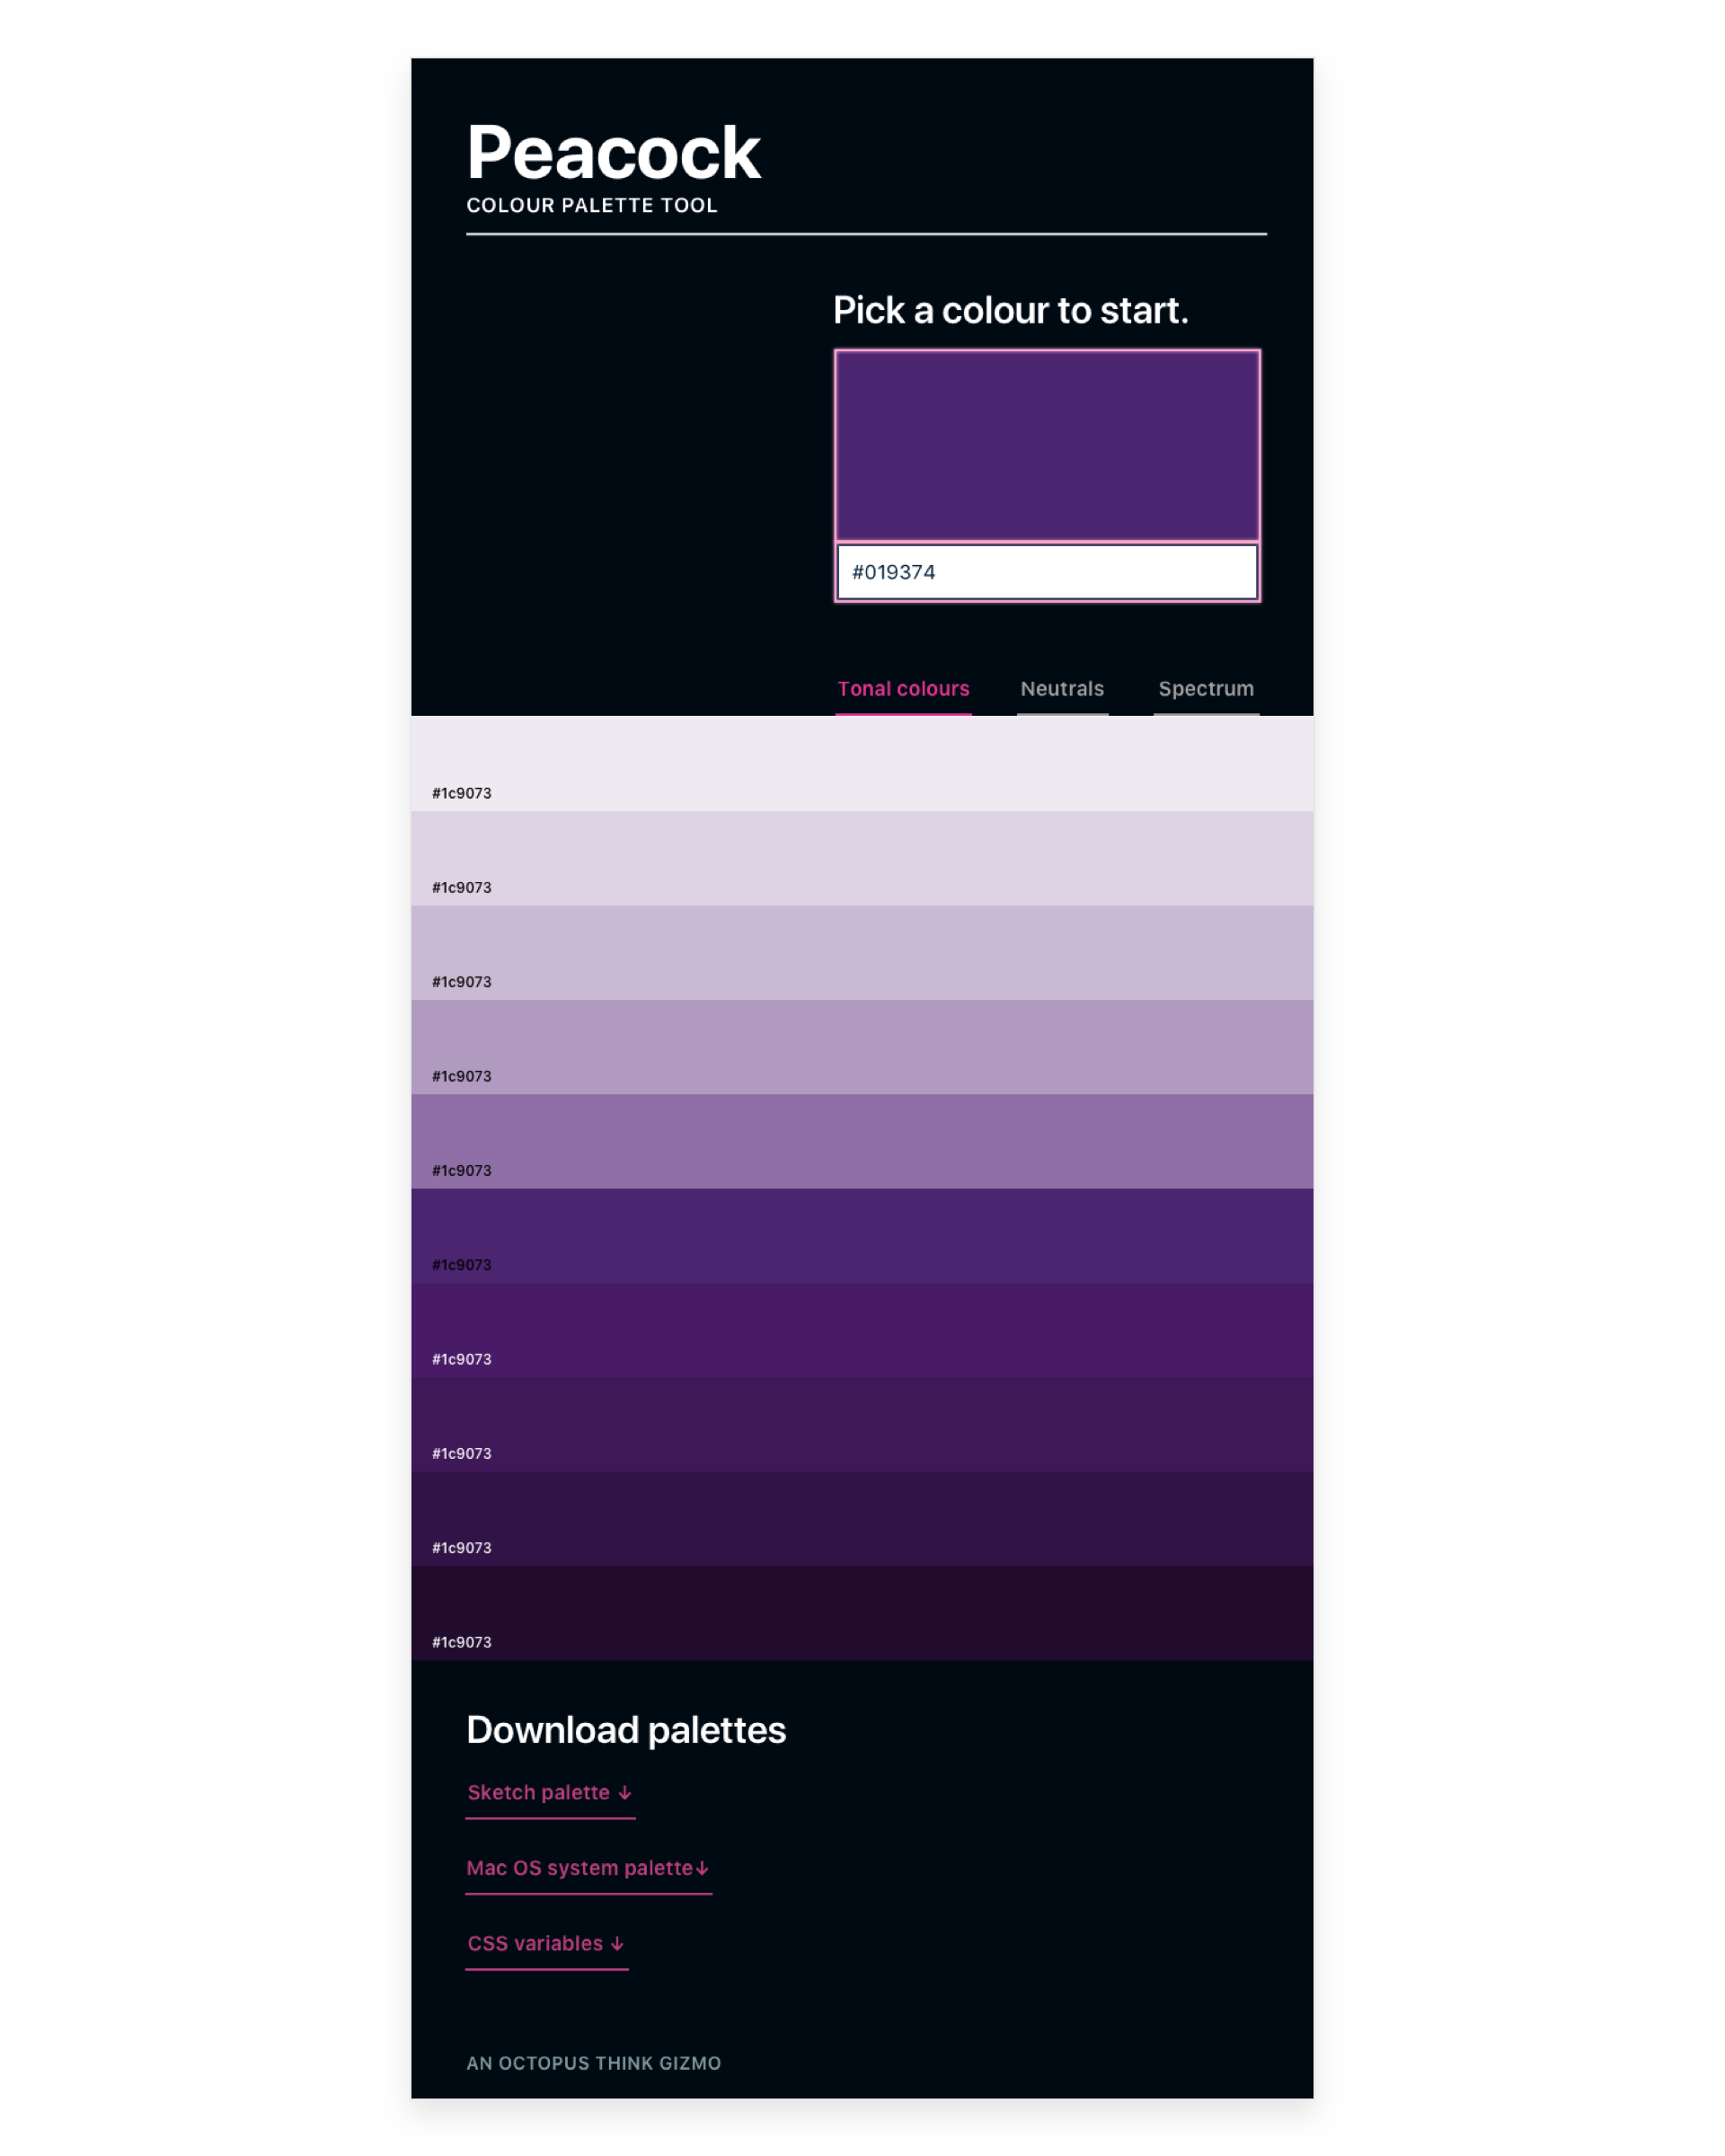 Peacock
COLOUR PALETTE TOOL
Pick a colour to start.
#019374
Tonal colours Neutrals Spectrum
#1c9073
#1c9073
#1c9073
#1c9073
#1c9073
#1c9073
#1c9073
#1c9073
#1c9073
#1c9073
Download palettes
Sketch palette ↓
Mac OS system palette↓
CSS variables ↓
AN OCTOPUS THINK GIZMO